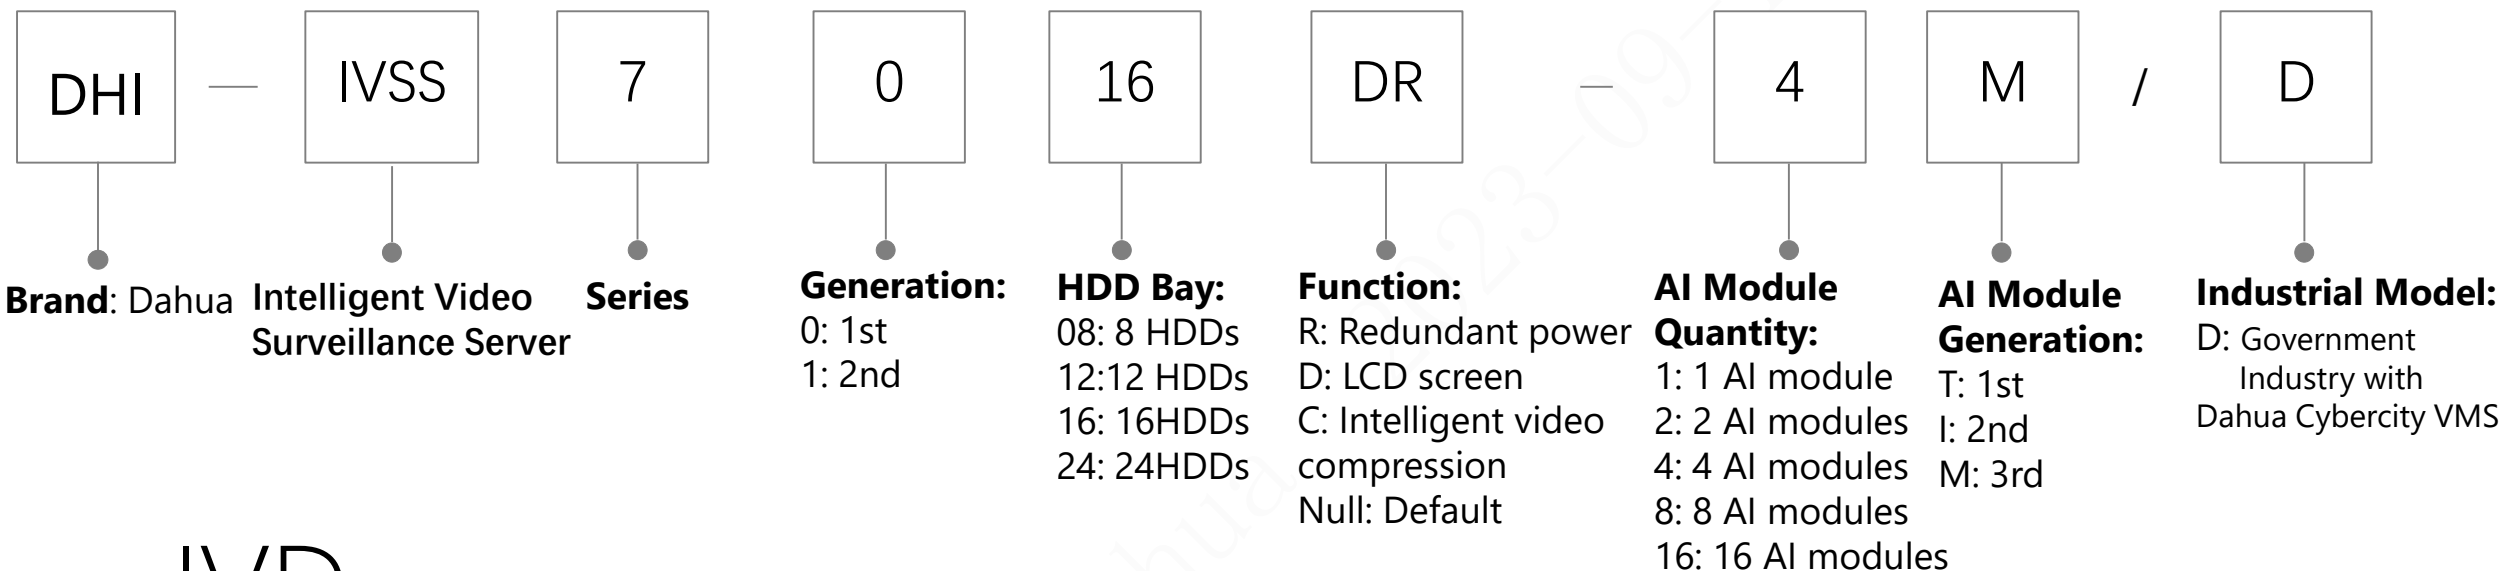 DHI — IVSS 7 0 16 DR — 4 M / D
Brand: Dahua
Intelligent Video
Surveillance Server
Series
Generation:
0: 1st
1: 2nd
HDD Bay:
08: 8 HDDs
12:12 HDDs
16: 16HDDs
24: 24HDDs
Function:
R: Redundant power
D: LCD screen
C: Intelligent video
compression
Null: Default
AI Module
Quantity:
1: 1 AI module
2: 2 AI modules
4: 4 AI modules
8: 8 AI modules
16: 16 AI modules
AI Module
Generation:
T: 1st
I: 2nd
M: 3rd
Industrial Model:
D: Government
Industry with
Dahua Cybercity VMS